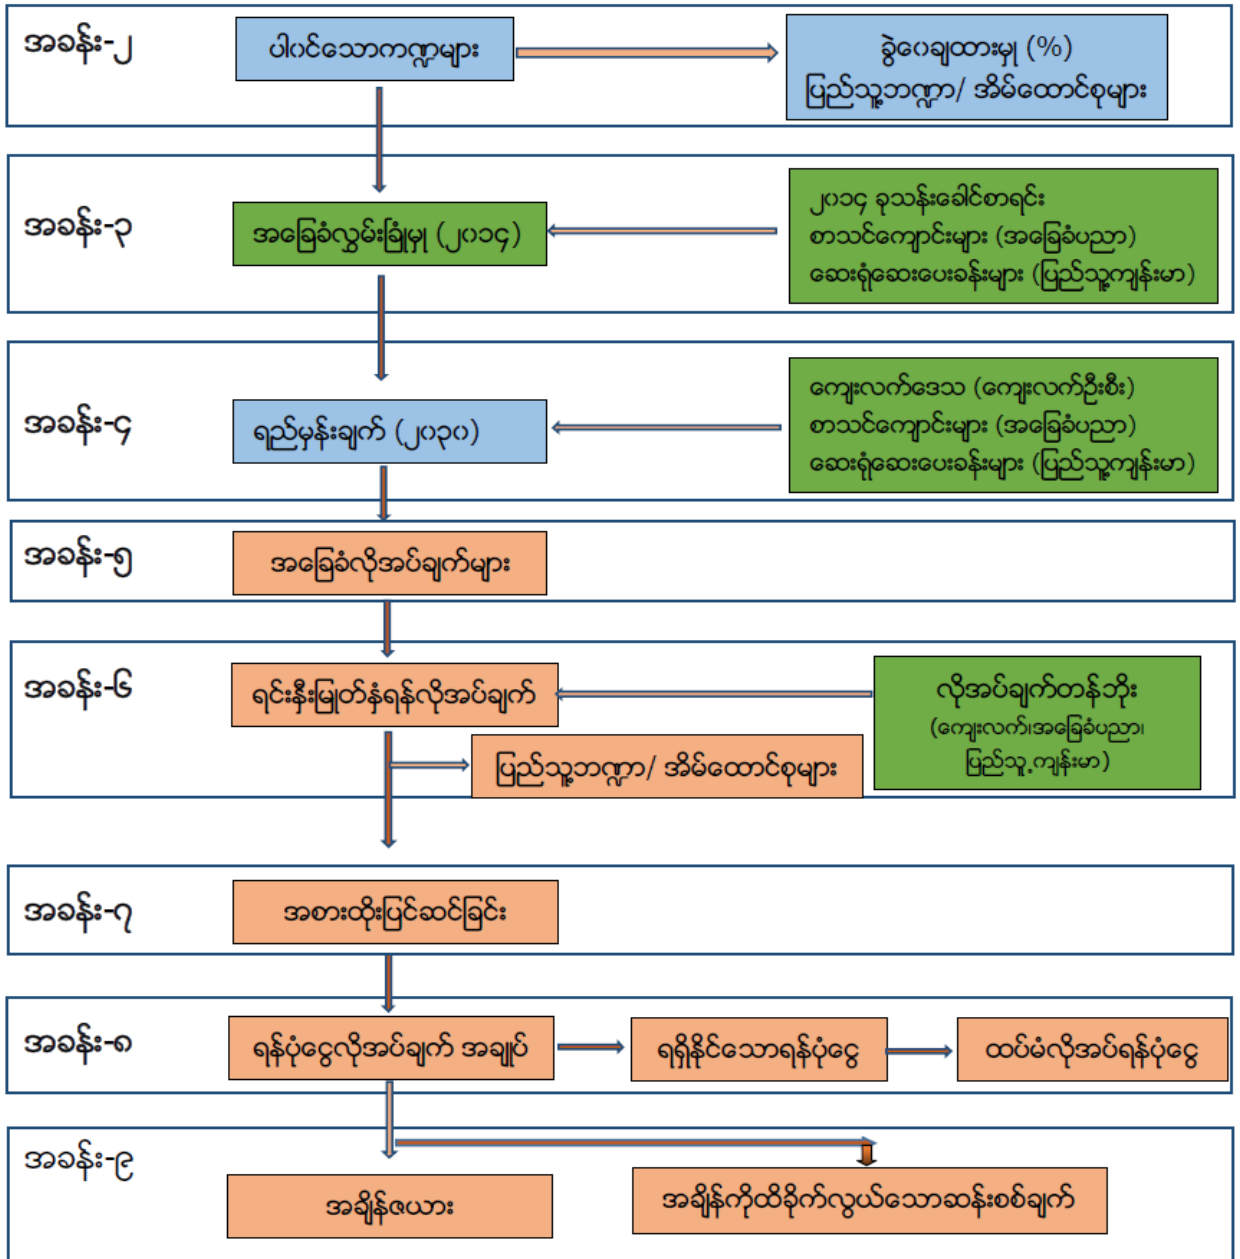 အခန်း-၂
ပါ၀င်သောကဏ္ဍများ
ခွဲ​ဝေချထားမှု (%)
ပြည်သူ့ဘဏ္ဍာ/ အိမ်ထောင်စုများ
အခန်း-၃
အခြေခံလွှမ်းခြုံမှု (၂၀၁၄)
၂၀၁၄ ခုသန်းခေါင်စာရင်း
စာသင်ကျောင်းများ (အခြေခံပညာ)
ဆေးရုံဆေးပေးခန်းများ (ပြည်သူ့ကျန်းမာ)
အခန်း-၄
ရည်မှန်းချက် (၂၀၃၀)
ကျေးလက်ဒေသ (ကျေးလက်ဦးစီး)
စာသင်ကျောင်းများ (အခြေခံပညာ)
ဆေးရုံဆေးပေးခန်းများ (ပြည်သူ့ကျန်းမာ)
အခန်း-၅
အခြေခံလိုအပ်ချက်များ
အခန်း-၆
ရင်းနှီးမြုတ်နှံရန်လိုအပ်ချက်
လိုအပ်ချက်တန်ဘိုး
(ကျေးလက်၊အခြေခံပညာ၊
ပြည်သူ့ကျန်းမာ)
ပြည်သူ့ဘဏ္ဍာ/ အိမ်ထောင်စုများ
အခန်း-၇
အစားထိုးပြင်ဆင်ခြင်း
အခန်း-၈
ရန်ပုံငွေလိုအပ်ချက် အချုပ်
ရရှိနိုင်သောရန်ပုံငွေ
ထပ်မံလိုအပ်ရန်ပုံငွေ
အခန်း-၉
အချိန်ဇယား
အချိန်ကိုထိခိုက်လွယ်သောဆန်းစစ်ချက်